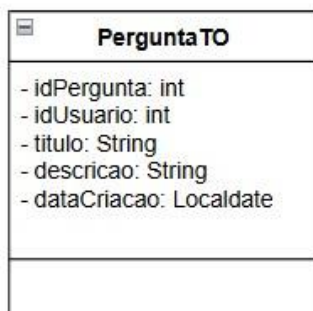 PerguntaTO
- idPergunta: int
- idUsuario: int
- titulo: String
- descricao: String
- dataCriacao: Localdate